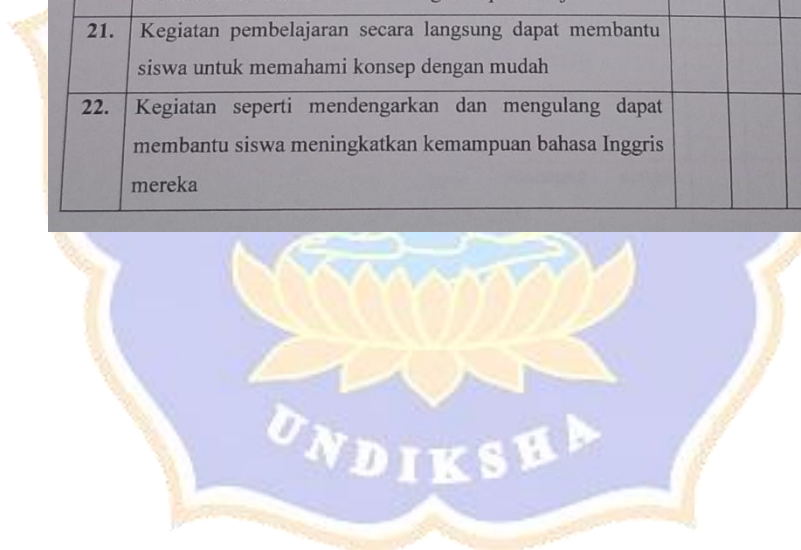 21. Kegiatan pembelajaran secara langsung dapat membantu
siswa untuk memahami konsep dengan mudah
22. Kegiatan seperti mendengarkan dan mengulang dapat
membantu siswa meningkatkan kemampuan bahasa Inggris
mereka
UNDIKSHA